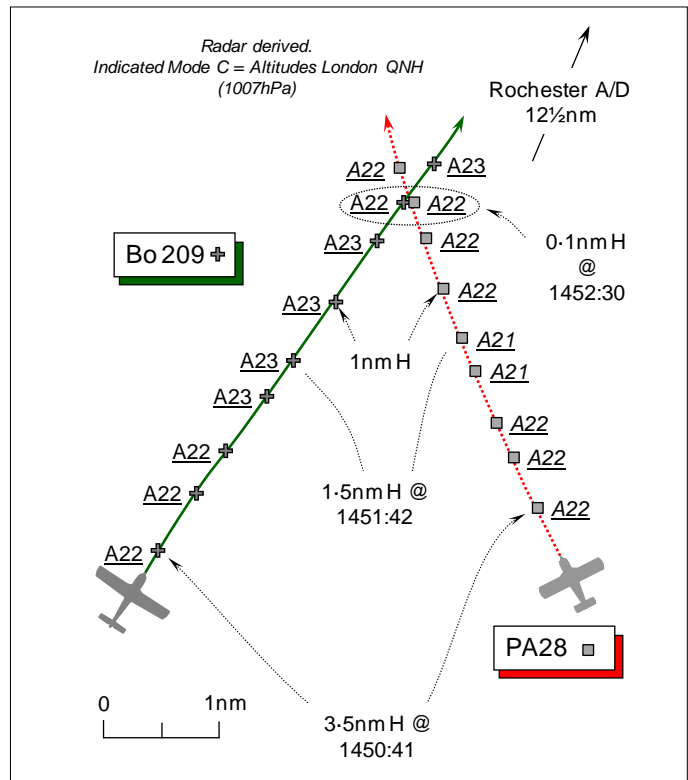 Radar derived.
Indicated Mode C = Altitudes London QNH
(1007hPa)
Rochester A/D
12½nm
A22
A23
A22
A22
Bo 209
A23
A22
0·1nm H
@
1452:30
A23
A22
1nm H
A21
A23
A21
A23
A22
A22
A22
1·5nm H @
1451:42
A22
A22
A22
PA28
0
1nm
3·5nm H @
1450:41